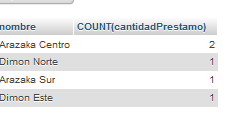 nombre COUNT(cantidadPrestamo)
Arazaka Centro 2
Dimon Norte 1
Arazaka Sur 1
Dimon Este 1